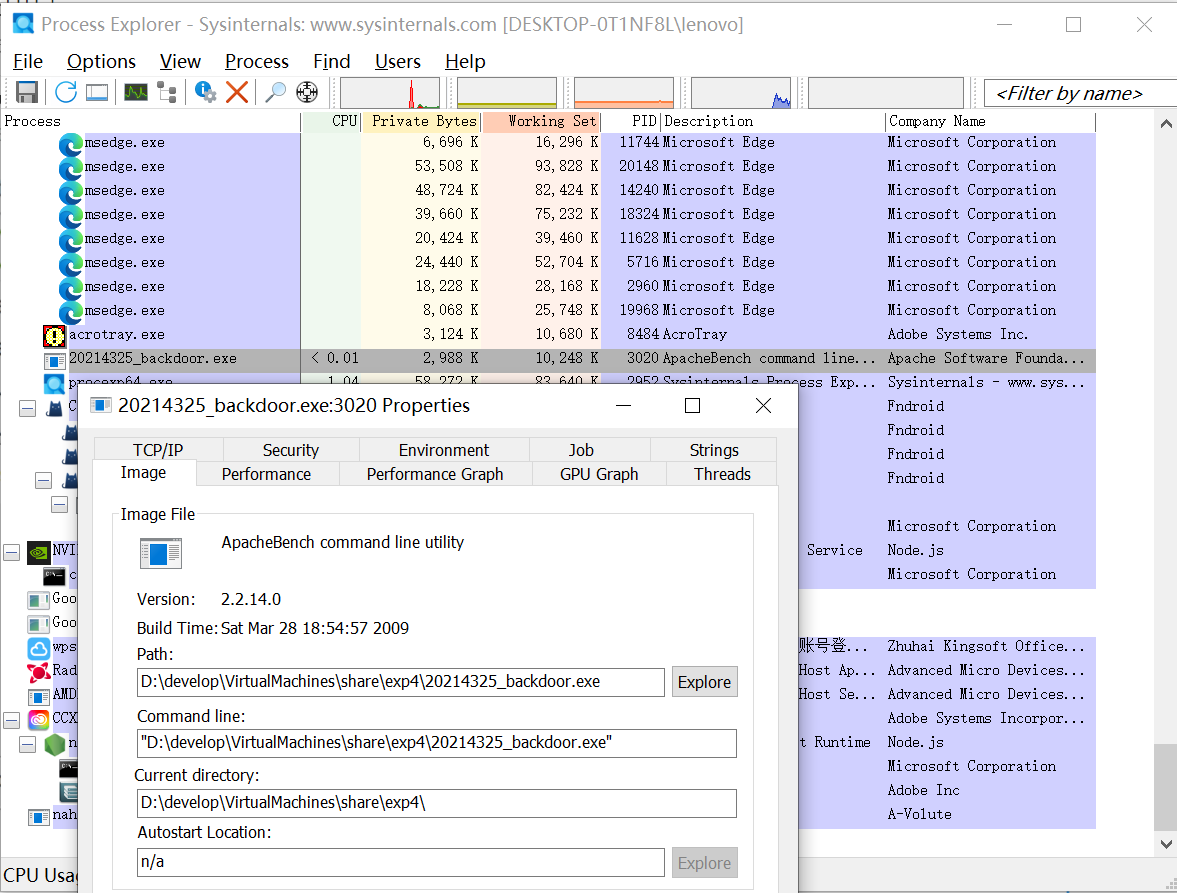 Process Explorer - Sysinternals: www.sysinternals.com [DESKTOP-0T1NF8L\lenovo]
File Options View Process Find Users Help
<Filter by name>
Process CPU Private Bytes Working Set PID Description Company Name
msedge.exe 6,696 K 16,296 K 11744 Microsoft Edge Microsoft Corporation
msedge.exe 53,508 K 93,828 K 20148 Microsoft Edge Microsoft Corporation
msedge.exe 48,724 K 82,424 K 14240 Microsoft Edge Microsoft Corporation
msedge.exe 39,660 K 75,232 K 18324 Microsoft Edge Microsoft Corporation
msedge.exe 20,424 K 39,460 K 11628 Microsoft Edge Microsoft Corporation
msedge.exe 24,440 K 52,704 K 5716 Microsoft Edge Microsoft Corporation
msedge.exe 18,228 K 28,168 K 2960 Microsoft Edge Microsoft Corporation
msedge.exe 8,068 K 25,748 K 19968 Microsoft Edge Microsoft Corporation
acrotray.exe 3,124 K 10,680 K 8484 AcroTray Adobe Systems Inc.
20214325_backdoor.exe < 0.01 2,988 K 10,248 K 3020 ApacheBench command line... Apache Software Founda...
procexp64.exe 1.04 58,272 K 83,640 K 2952 Sysinternals Process Exp... Sysinternals - www.sys...
C Fndroid
Fndroid
Fndroid
Fndroid
Microsoft Corporation
NVI Service Node.js
c Microsoft Corporation
Goo
Goo
wps 账号登... Zhuhai Kingsoft Office...
Rad Host Ap... Advanced Micro Devices...
AMD Host Se... Advanced Micro Devices...
CCX Adobe Systems Incorpor...
n t Runtime Node.js
Microsoft Corporation
Adobe Inc
nah A-Volute
CPU Usag
20214325_backdoor.exe:3020 Properties
TCP/IP Security Environment Job Strings
Image Performance Performance Graph GPU Graph Threads
Image File
ApacheBench command line utility
Version: 2.2.14.0
Build Time: Sat Mar 28 18:54:57 2009
Path:
D:\develop\VirtualMachines\share\exp4\20214325_backdoor.exe Explore
Command line:
"D:\develop\VirtualMachines\share\exp4\20214325_backdoor.exe"
Current directory:
D:\develop\VirtualMachines\share\exp4\
Autostart Location:
n/a Explore